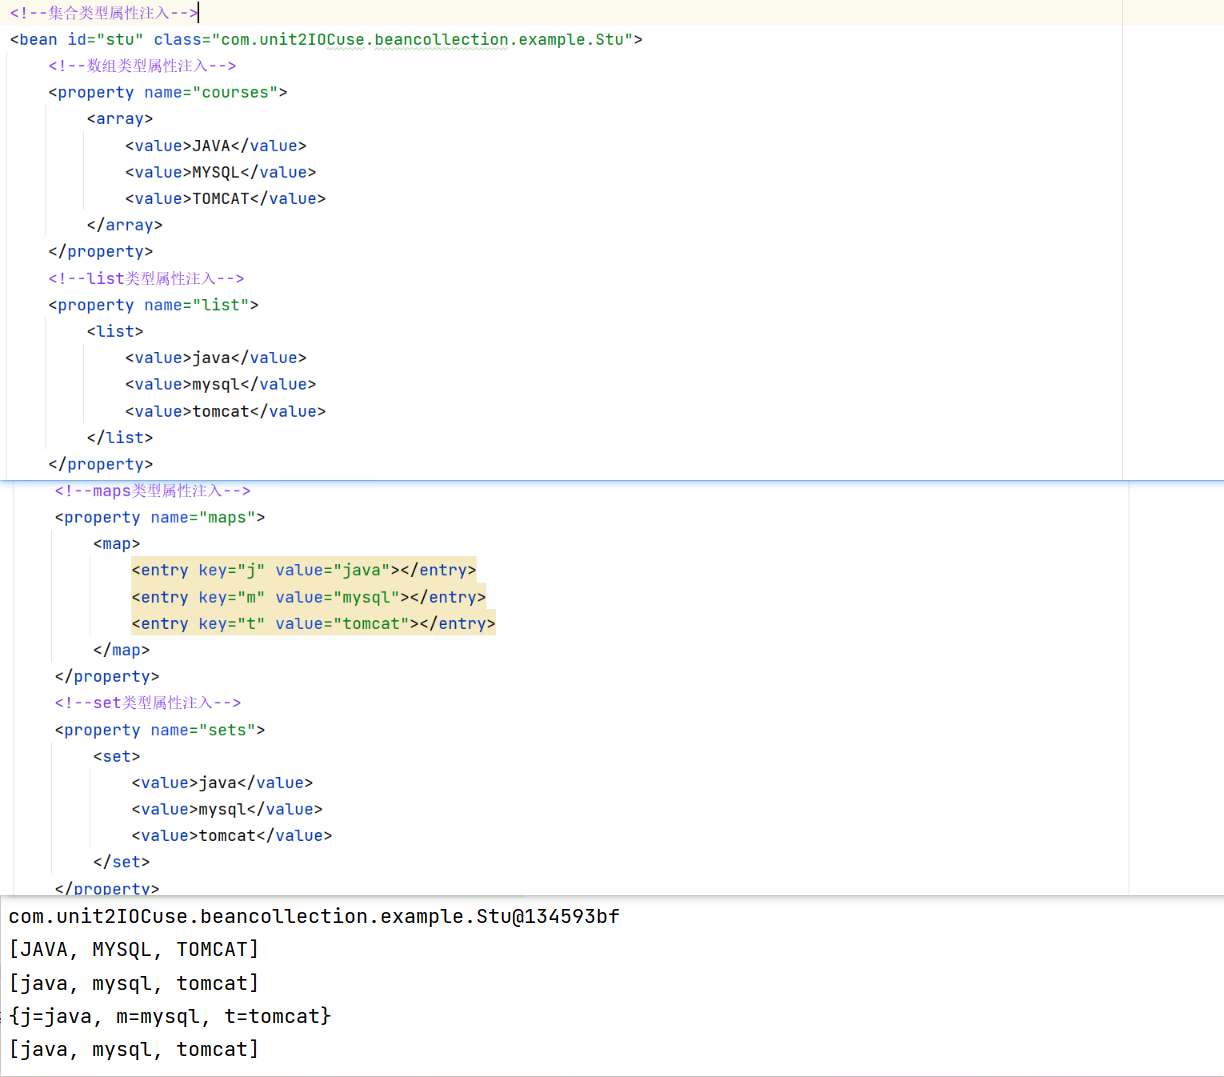 <!--集合类型属性注入-->
<bean id="stu" class="com.unit2IOCuse.beancollection.example.Stu">
<!--数组类型属性注入-->
<property name="courses">
<array>
<value>JAVA</value>
<value>MYSQL</value>
<value>TOMCAT</value>
</array>
</property>
<!--list类型属性注入-->
<property name="list">
<list>
<value>java</value>
<value>mysql</value>
<value>tomcat</value>
</list>
</property>
<!--maps类型属性注入-->
<property name="maps">
<map>
<entry key="j" value="java"></entry>
<entry key="m" value="mysql"></entry>
<entry key="t" value="tomcat"></entry>
</map>
</property>
<!--set类型属性注入-->
<property name="sets">
<set>
<value>java</value>
<value>mysql</value>
<value>tomcat</value>
</set>
</property>
com.unit2IOCuse.beancollection.example.Stu@134593bf
[JAVA, MYSQL, TOMCAT]
[java, mysql, tomcat]
{j=java, m=mysql, t=tomcat}
[java, mysql, tomcat]